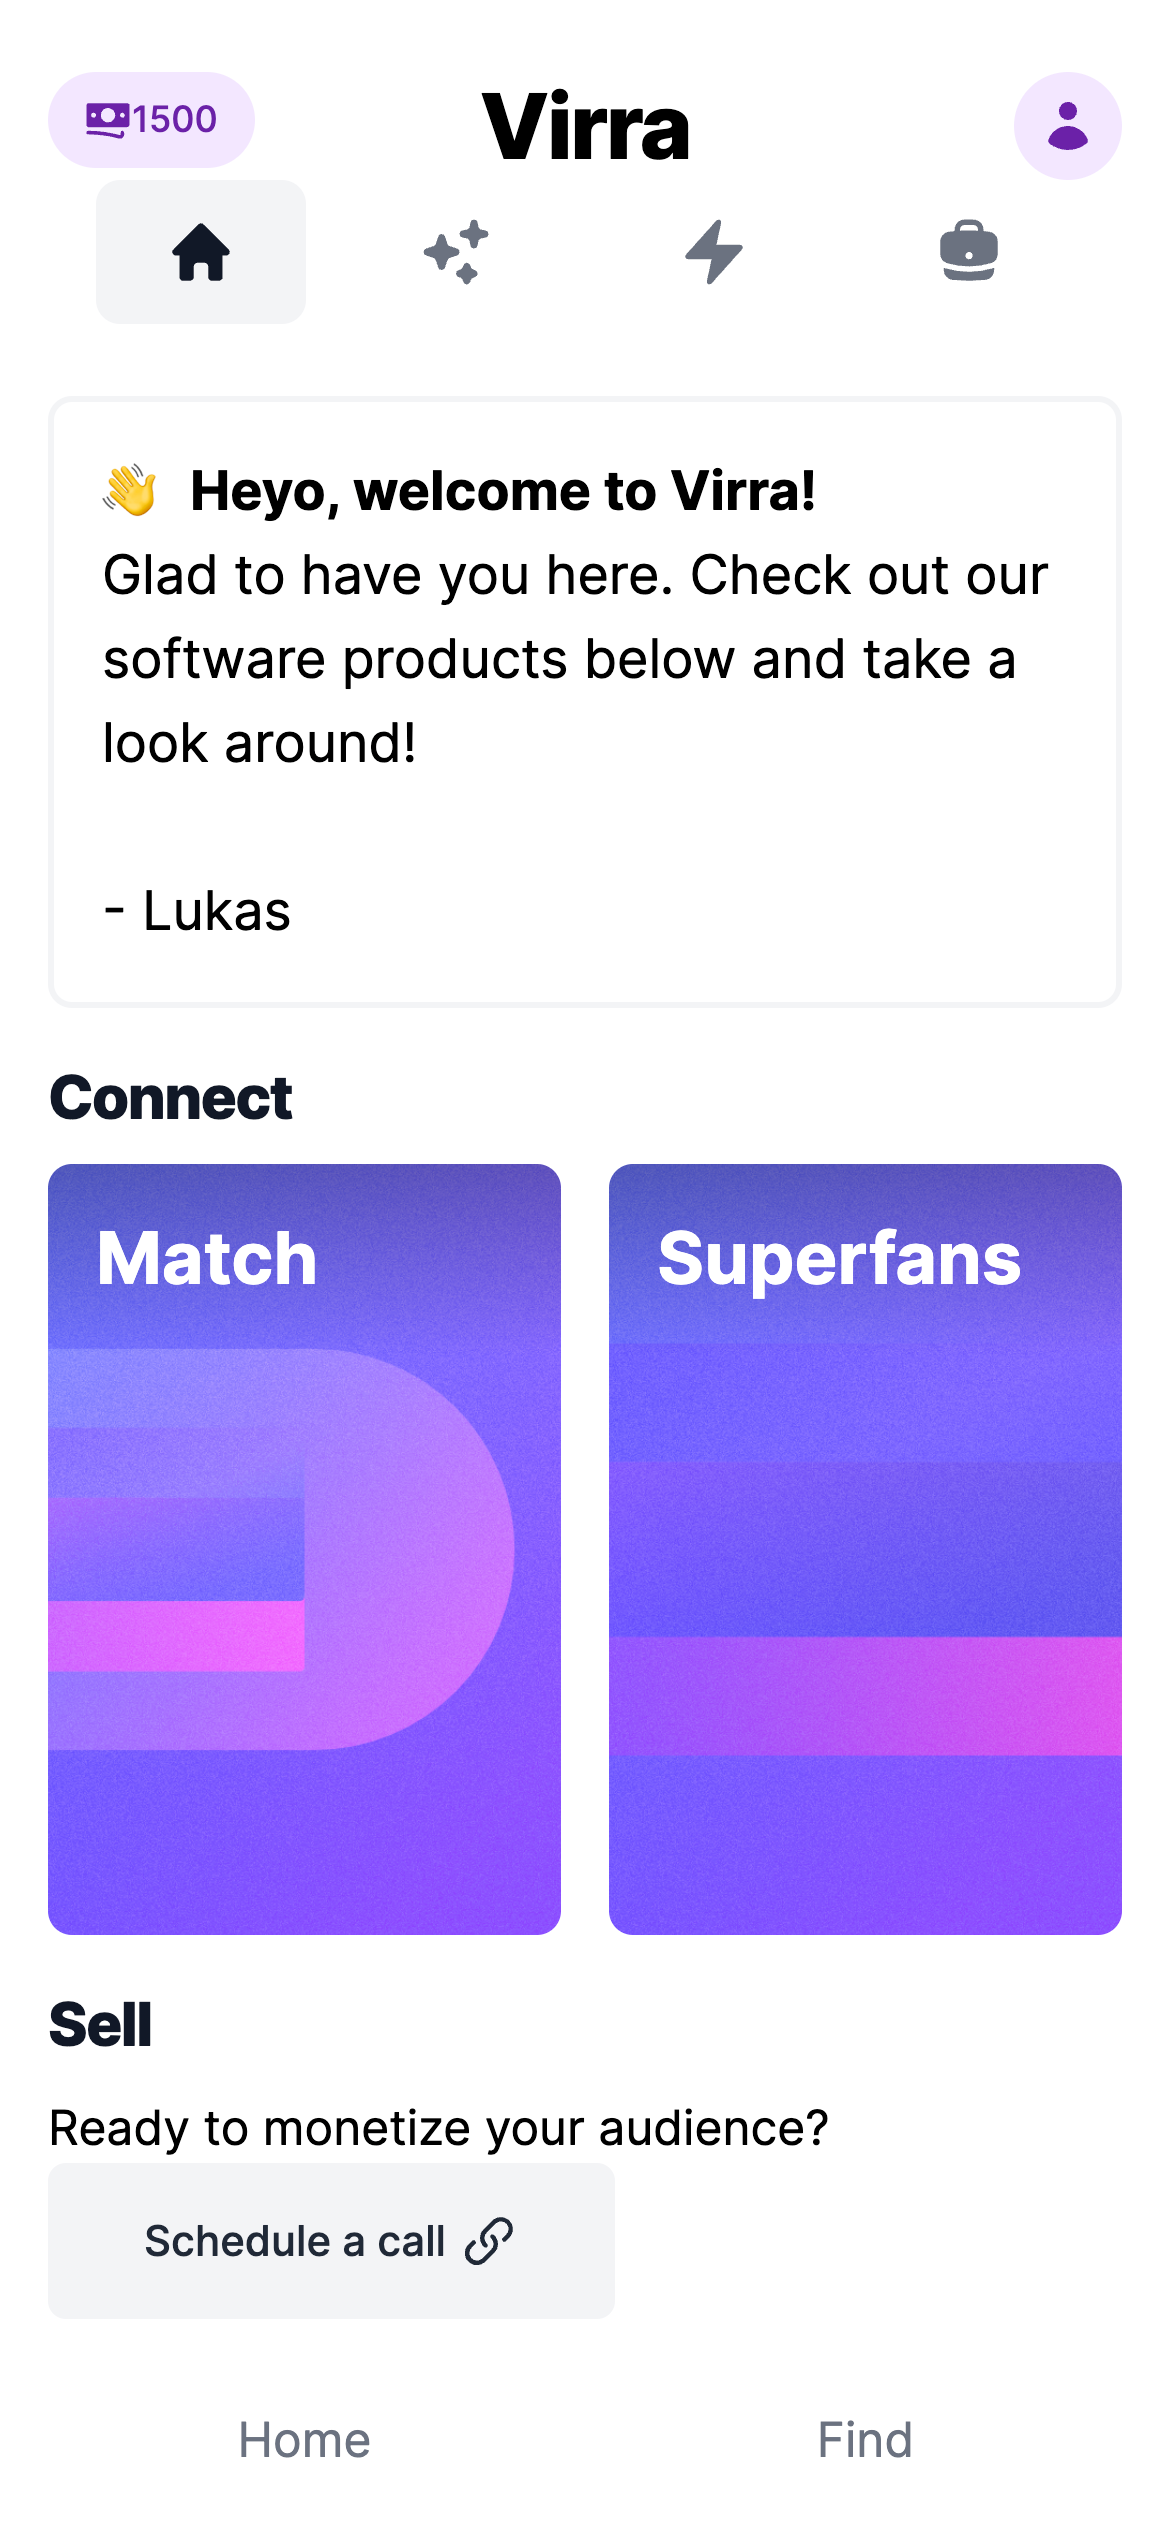 1500
Virra
👋 Heyo, welcome to Virra!
Glad to have you here. Check out our
software products below and take a
look around!
- Lukas
Connect
Match
Superfans
Sell
Ready to monetize your audience?
Schedule a call
Home
Find